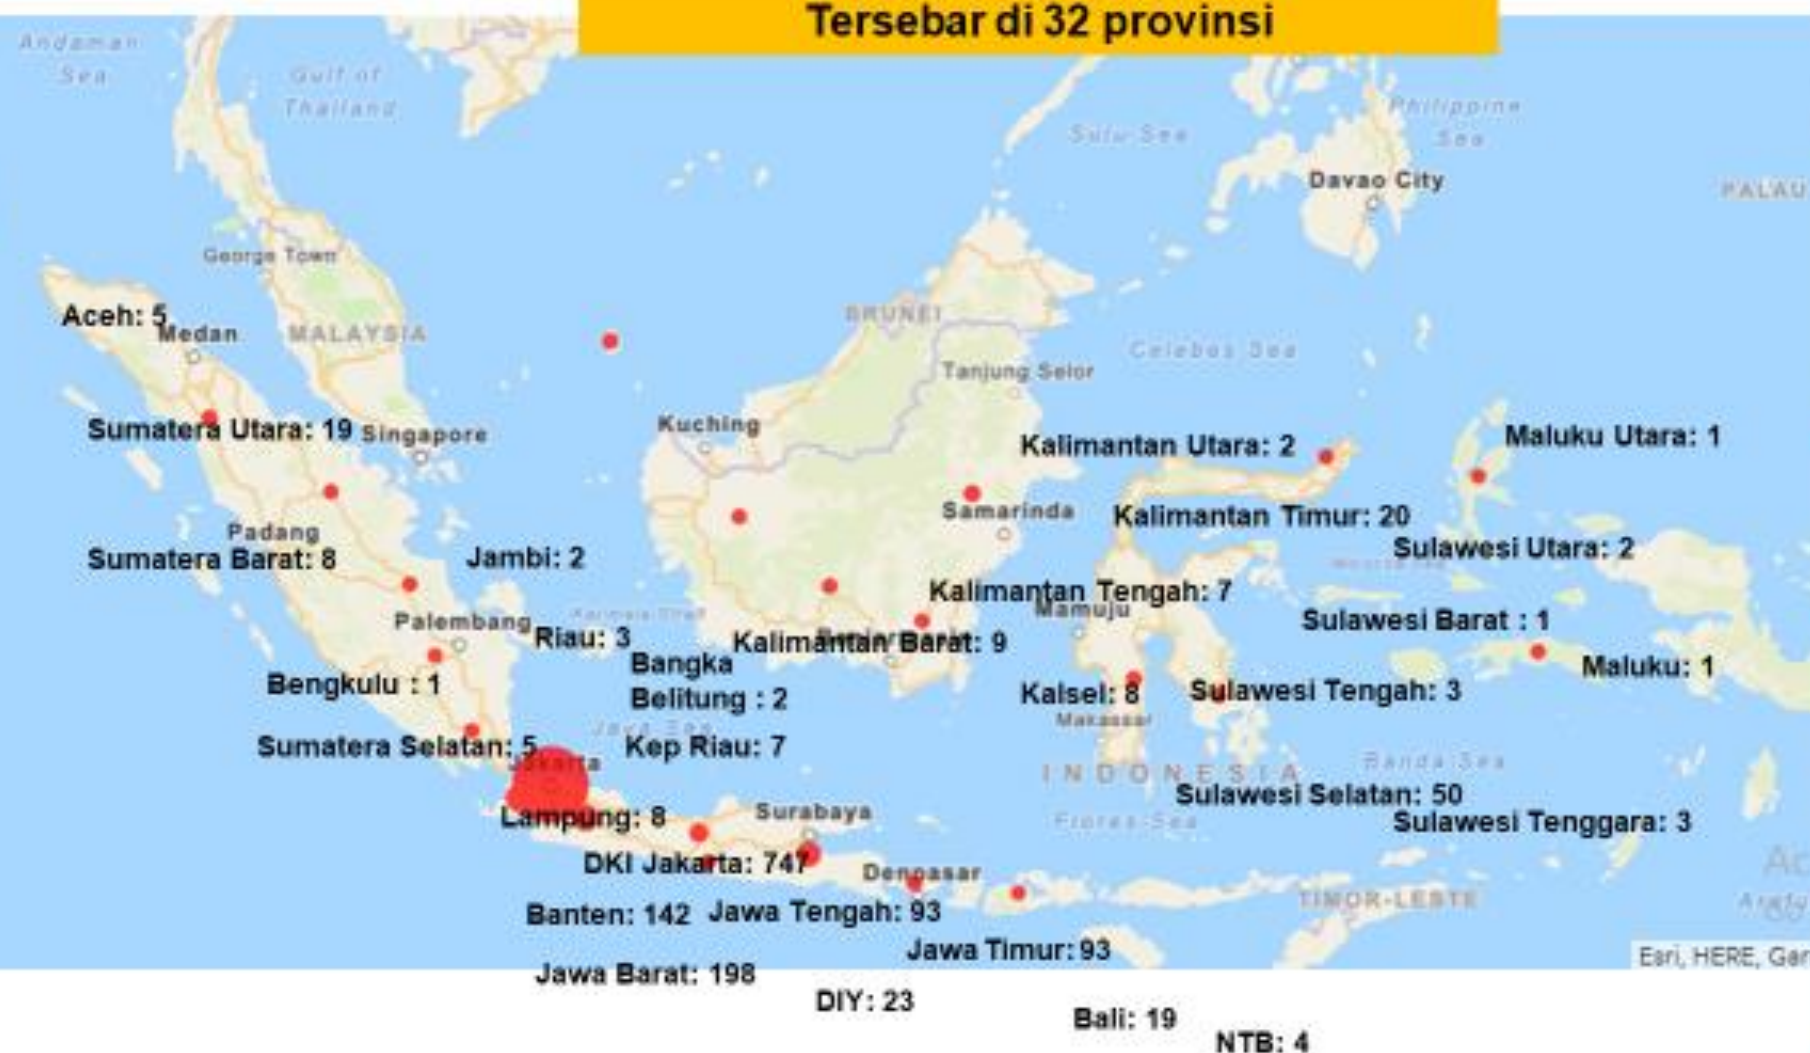 Tersebar di 32 provinsi
Andaman
Sea
Gulf of
Thailand
Sulu Sea
Philippine
Sea
Davao City
PALAU
George Town
Aceh: 5
Medan
MALAYSIA
BRUNEI
Celebes Sea
Tanjung Selor
Sumatera Utara: 19
Singapore
Kuching
Kalimantan Utara: 2
Maluku Utara: 1
Samarinda
Kalimantan Timur: 20
Padang
Sumatera Barat: 8
Jambi: 2
Sulawesi Utara: 2
Kalimantan Tengah: 7
Mamuju
Palembang
Riau: 3
Kalimantan Barat: 9
Sulawesi Barat : 1
Bangka
Belitung : 2
Maluku: 1
Bengkulu : 1
Kalsel: 8
Sulawesi Tengah: 3
Makassar
Java Sea
Sumatera Selatan: 5
Kep Riau: 7
Jakarta
INDONESIA
Banda Sea
Sulawesi Selatan: 50
Lampung: 8
Surabaya
Flores Sea
Sulawesi Tenggara: 3
DKI Jakarta: 747
Denpasar
TIMOR-LESTE
Banten: 142
Jawa Tengah: 93
Jawa Timur: 93
Esri, HERE, Gar
Jawa Barat: 198
DIY: 23
Bali: 19
NTB: 4